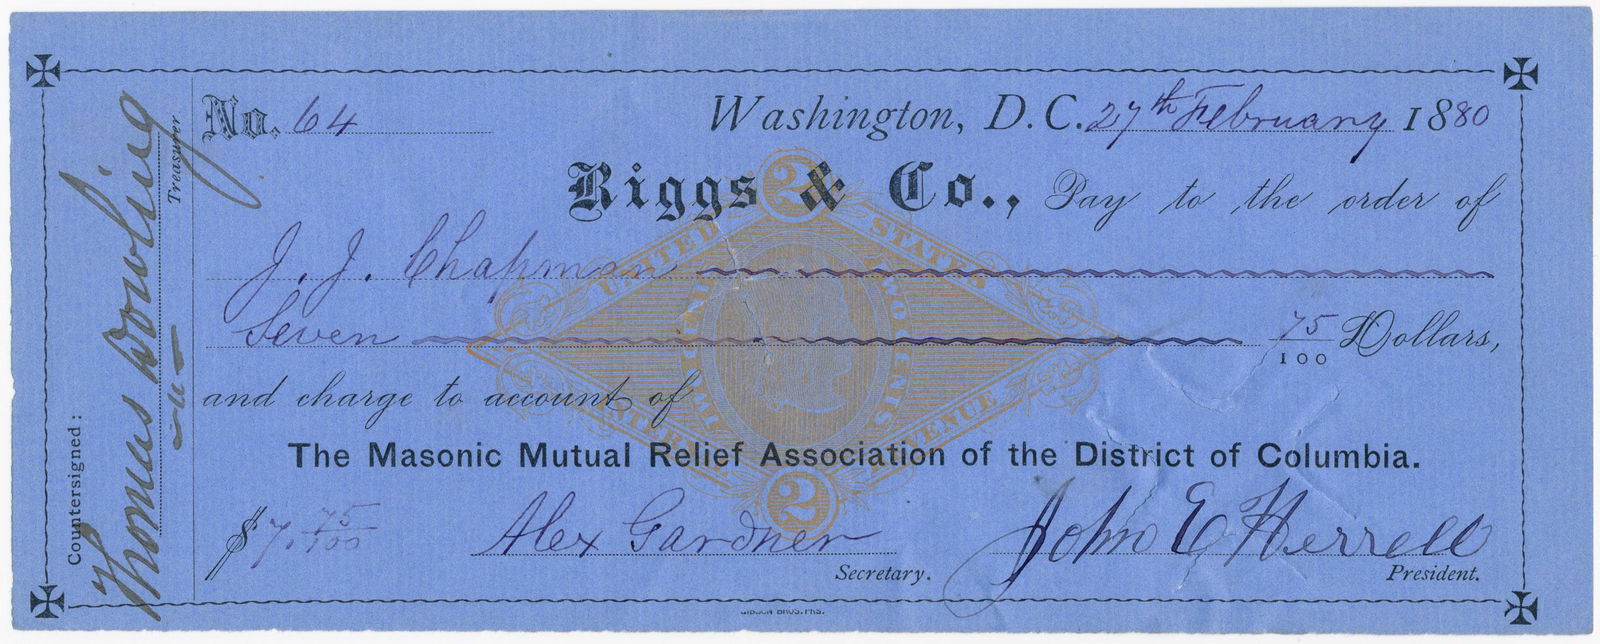 No. 64
Washington, D.C. 27th February 1880
Riggs & Co., Pay to the order of
J. J. Chapman
Seven 75/100 Dollars,
and charge to account of
The Masonic Mutual Relief Association of the District of Columbia.
$ 7. 75/100
Alex Gardner
Secretary.
John E Herrell
President.
Countersigned:
Thomas Dowling
Treasurer
2
UNITED STATES
INTERNAL REVENUE
TWO CENTS
2
GIBSON BROS. PRS.